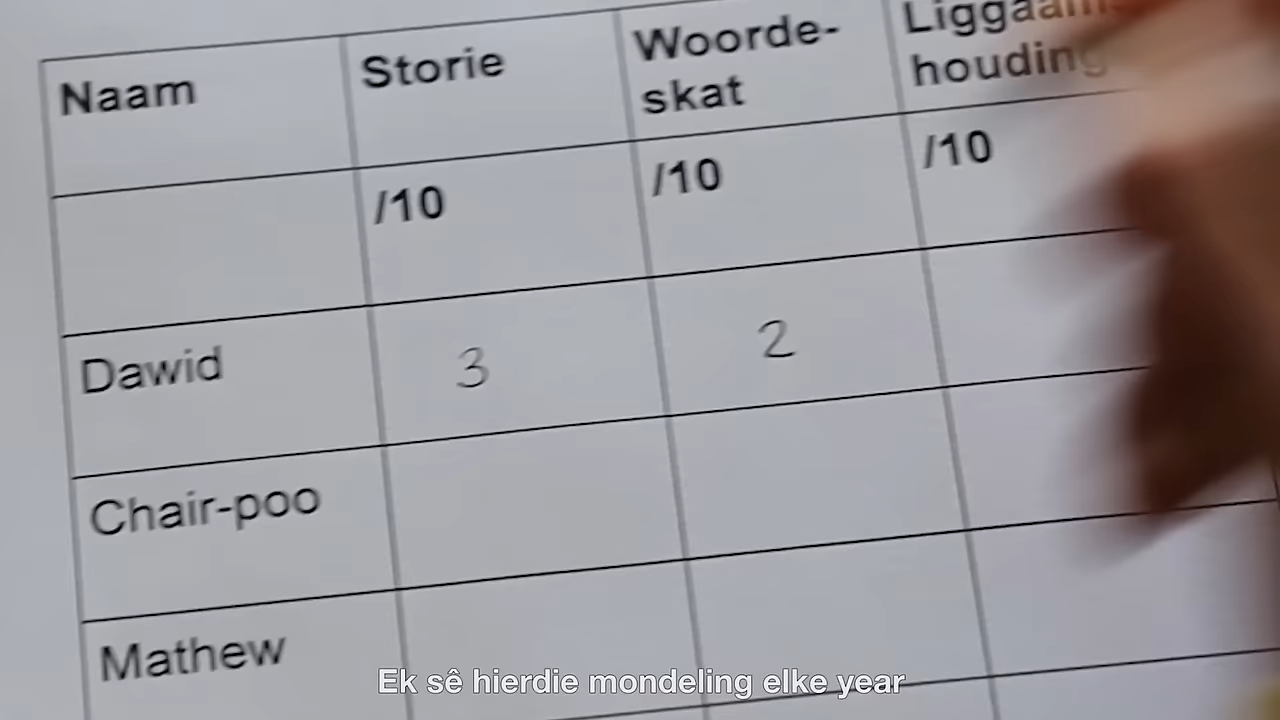 Naam
Storie
Woorde-
skat
Liggaams
houding
/10
/10
/10
Dawid
3
2
Chair-poo
Mathew
Ek sê hierdie mondeling elke year